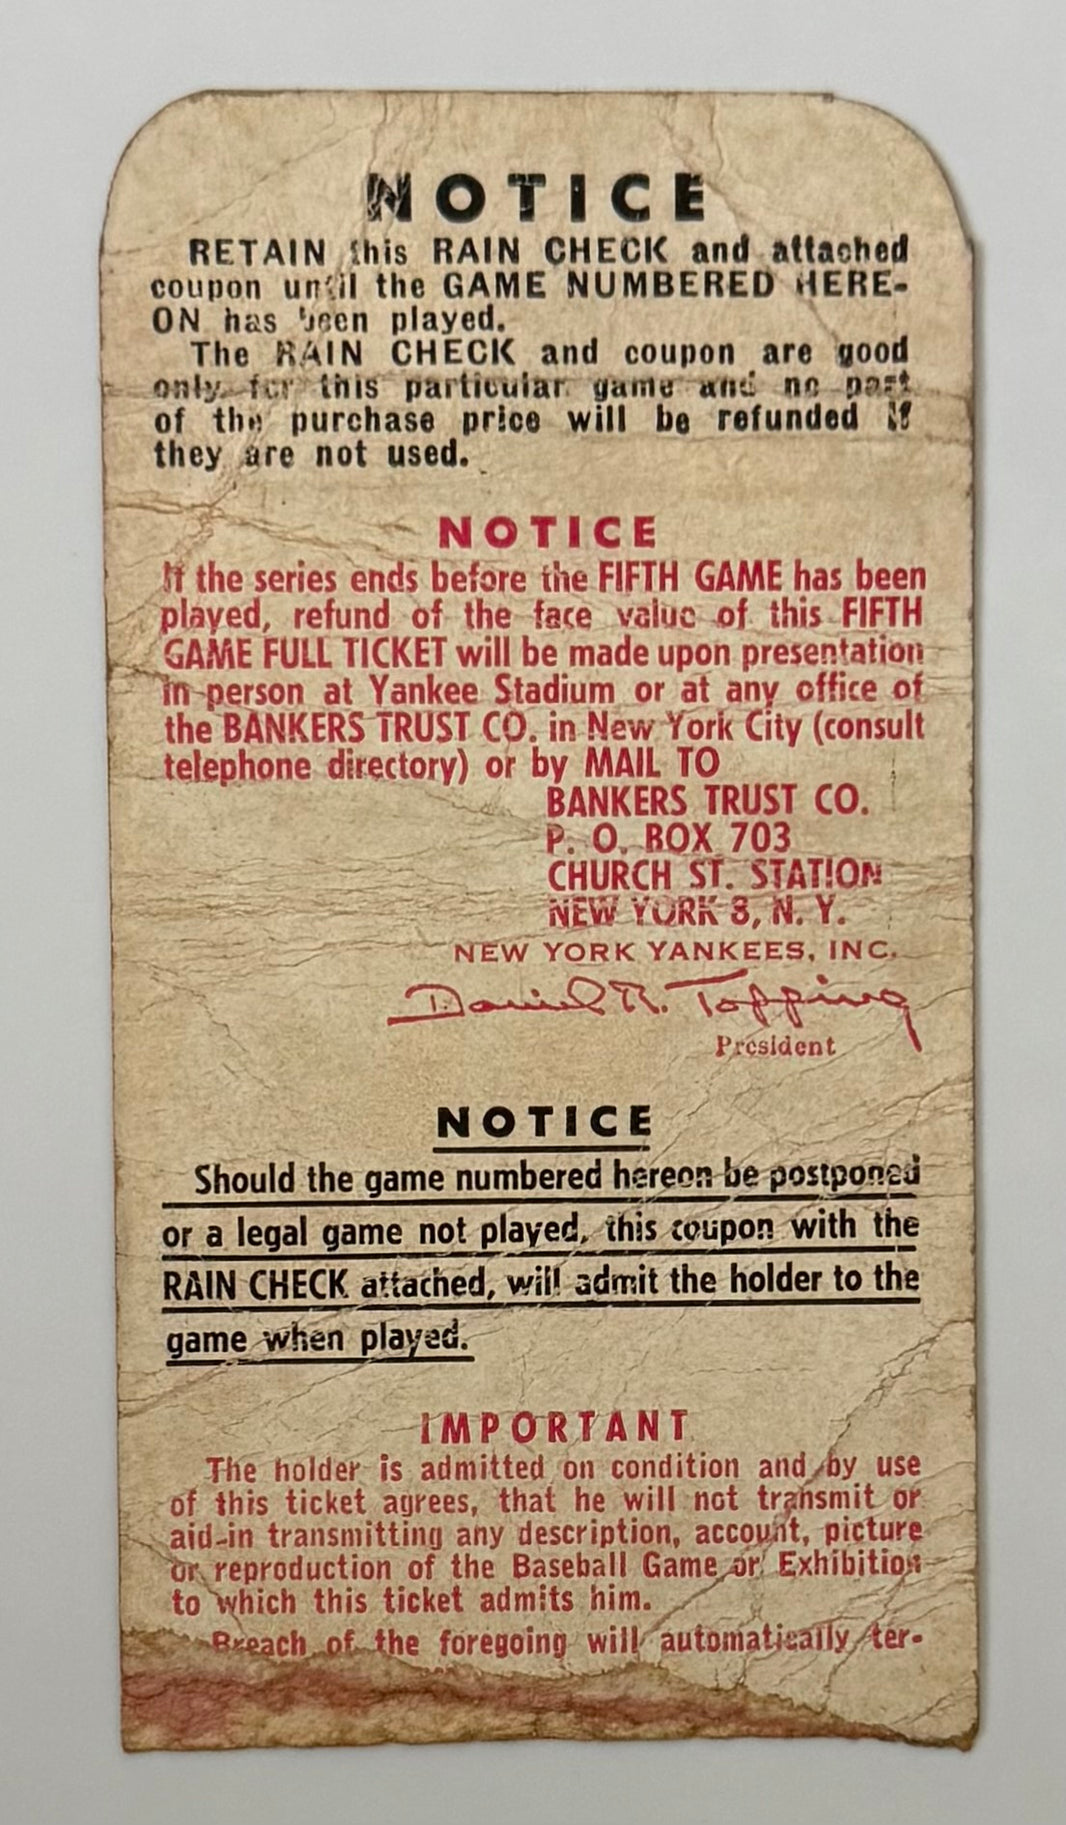 NOTICE
RETAIN this RAIN CHECK and attached
coupon until the GAME NUMBERED HERE-
ON has been played.
The RAIN CHECK and coupon are good
only for this particular game and no part
of the purchase price will be refunded if
they are not used.
NOTICE
If the series ends before the FIFTH GAME has been
played, refund of the face value of this FIFTH
GAME FULL TICKET will be made upon presentation
in person at Yankee Stadium or at any office of
the BANKERS TRUST CO. in New York City (consult
telephone directory) or by MAIL TO
BANKERS TRUST CO.
P. O. BOX 703
CHURCH ST. STATION
NEW YORK 8, N. Y.
NEW YORK YANKEES, INC.
Daniel R. Topping
President
NOTICE
Should the game numbered hereon be postponed
or a legal game not played, this coupon with the
RAIN CHECK attached, will admit the holder to the
game when played.
IMPORTANT
The holder is admitted on condition and by use
of this ticket agrees, that he will not transmit or
aid in transmitting any description, account, picture
or reproduction of the Baseball Game or Exhibition
to which this ticket admits him.
Breach of the foregoing will automatically ter-